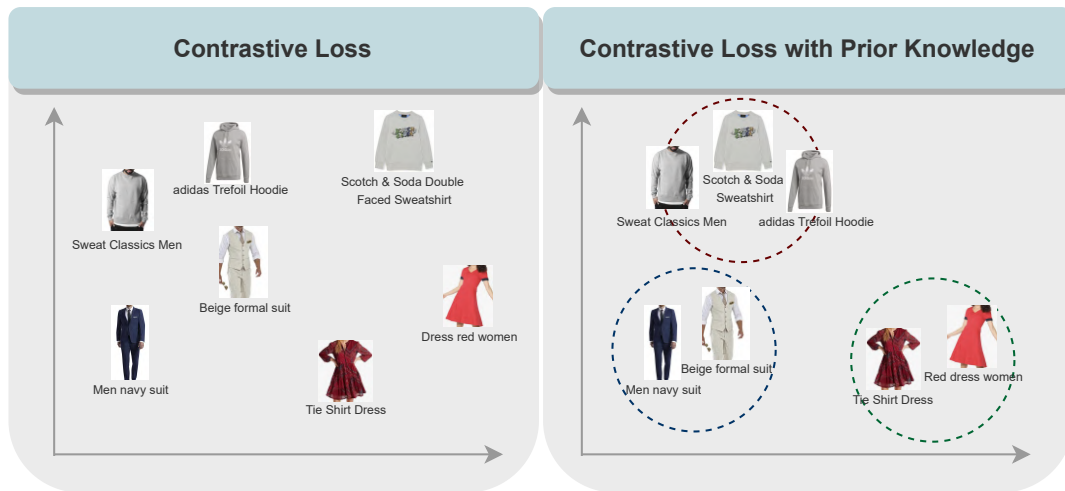 Contrastive Loss
adidas Trefoil Hoodie
Scotch & Soda Double
Faced Sweatshirt
Sweat Classics Men
Beige formal suit
Dress red women
Men navy suit
Tie Shirt Dress
Contrastive Loss with Prior Knowledge
Scotch & Soda
Sweatshirt
Sweat Classics Men
adidas Trefoil Hoodie
Beige formal suit
Men navy suit
Red dress women
Tie Shirt Dress